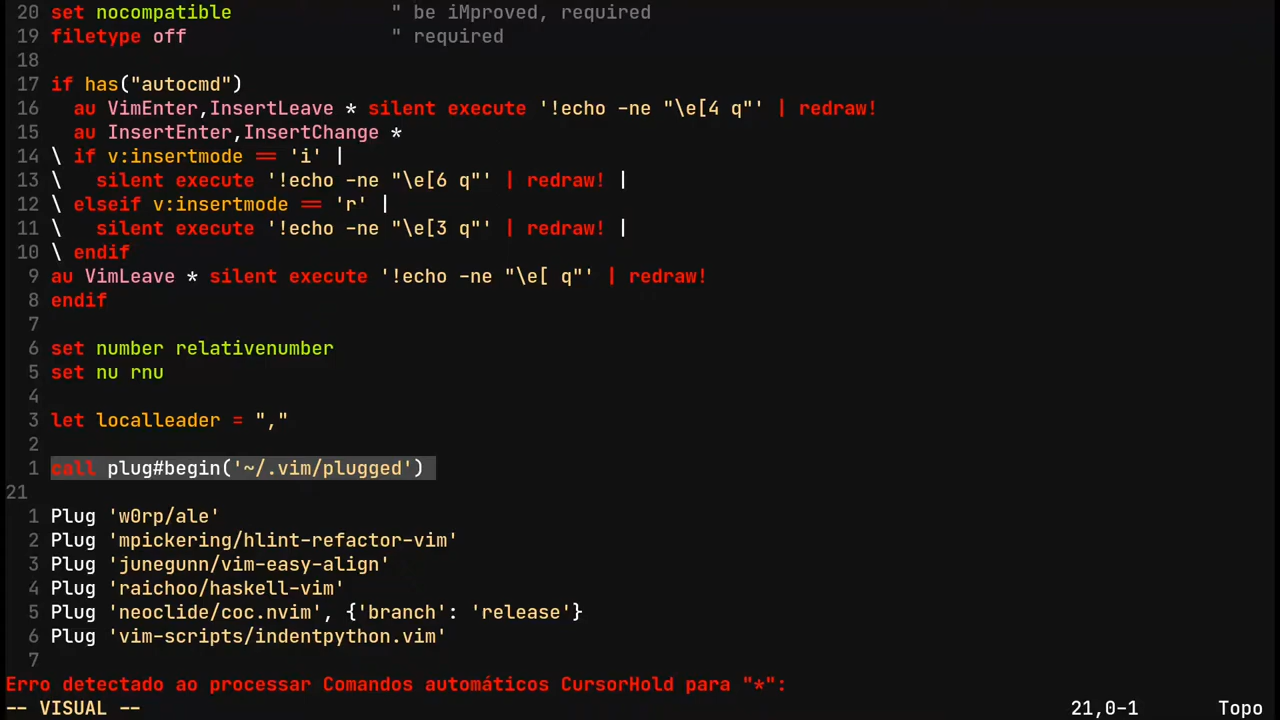 20 set nocompatible " be iMproved, required
19 filetype off " required
18
17 if has("autocmd")
16 au VimEnter,InsertLeave * silent execute '!echo -ne "\e[4 q"' | redraw!
15 au InsertEnter,InsertChange *
14 \ if v:insertmode == 'i' |
13 \ silent execute '!echo -ne "\e[6 q"' | redraw! |
12 \ elseif v:insertmode == 'r' |
11 \ silent execute '!echo -ne "\e[3 q"' | redraw! |
10 \ endif
9 au VimLeave * silent execute '!echo -ne "\e[ q"' | redraw!
8 endif
7
6 set number relativenumber
5 set nu rnu
4
3 let localleader = ","
2
1 call plug#begin('~/.vim/plugged')
21
1 Plug 'w0rp/ale'
2 Plug 'mpickering/hlint-refactor-vim'
3 Plug 'junegunn/vim-easy-align'
4 Plug 'raichoo/haskell-vim'
5 Plug 'neoclide/coc.nvim', {'branch': 'release'}
6 Plug 'vim-scripts/indentpython.vim'
7
Erro detectado ao processar Comandos automáticos CursorHold para "*":
-- VISUAL -- 21,0-1 Topo